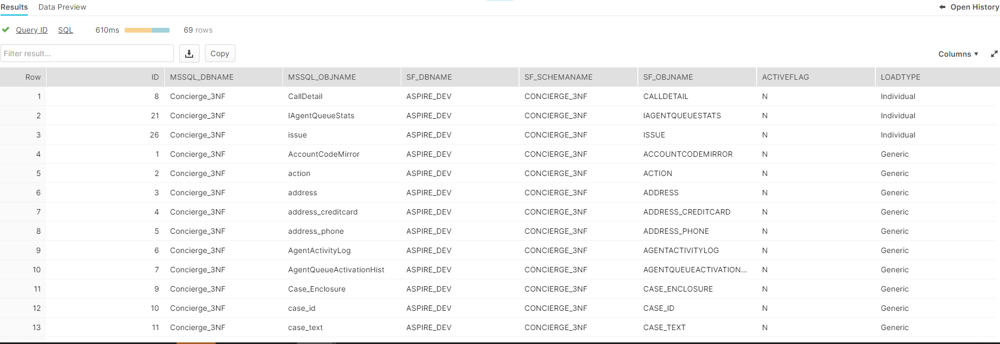 Results Data Preview Open History
Query ID SQL 610ms 69 rows
Filter result... Copy Columns
Row ID MSSQL_DBNAME MSSQL_OBJNAME SF_DBNAME SF_SCHEMANAME SF_OBJNAME ACTIVEFLAG LOADTYPE
1 8 Concierge_3NF CallDetail ASPIRE_DEV CONCIERGE_3NF CALLDETAIL N Individual
2 21 Concierge_3NF IAgentQueueStats ASPIRE_DEV CONCIERGE_3NF IAGENTQUEUESTATS N Individual
3 26 Concierge_3NF issue ASPIRE_DEV CONCIERGE_3NF ISSUE N Individual
4 1 Concierge_3NF AccountCodeMirror ASPIRE_DEV CONCIERGE_3NF ACCOUNTCODEMIRROR N Generic
5 2 Concierge_3NF action ASPIRE_DEV CONCIERGE_3NF ACTION N Generic
6 3 Concierge_3NF address ASPIRE_DEV CONCIERGE_3NF ADDRESS N Generic
7 4 Concierge_3NF address_creditcard ASPIRE_DEV CONCIERGE_3NF ADDRESS_CREDITCARD N Generic
8 5 Concierge_3NF address_phone ASPIRE_DEV CONCIERGE_3NF ADDRESS_PHONE N Generic
9 6 Concierge_3NF AgentActivityLog ASPIRE_DEV CONCIERGE_3NF AGENTACTIVITYLOG N Generic
10 7 Concierge_3NF AgentQueueActivationHist ASPIRE_DEV CONCIERGE_3NF AGENTQUEUEACTIVATION... N Generic
11 9 Concierge_3NF Case_Enclosure ASPIRE_DEV CONCIERGE_3NF CASE_ENCLOSURE N Generic
12 10 Concierge_3NF case_id ASPIRE_DEV CONCIERGE_3NF CASE_ID N Generic
13 11 Concierge_3NF case_text ASPIRE_DEV CONCIERGE_3NF CASE_TEXT N Generic